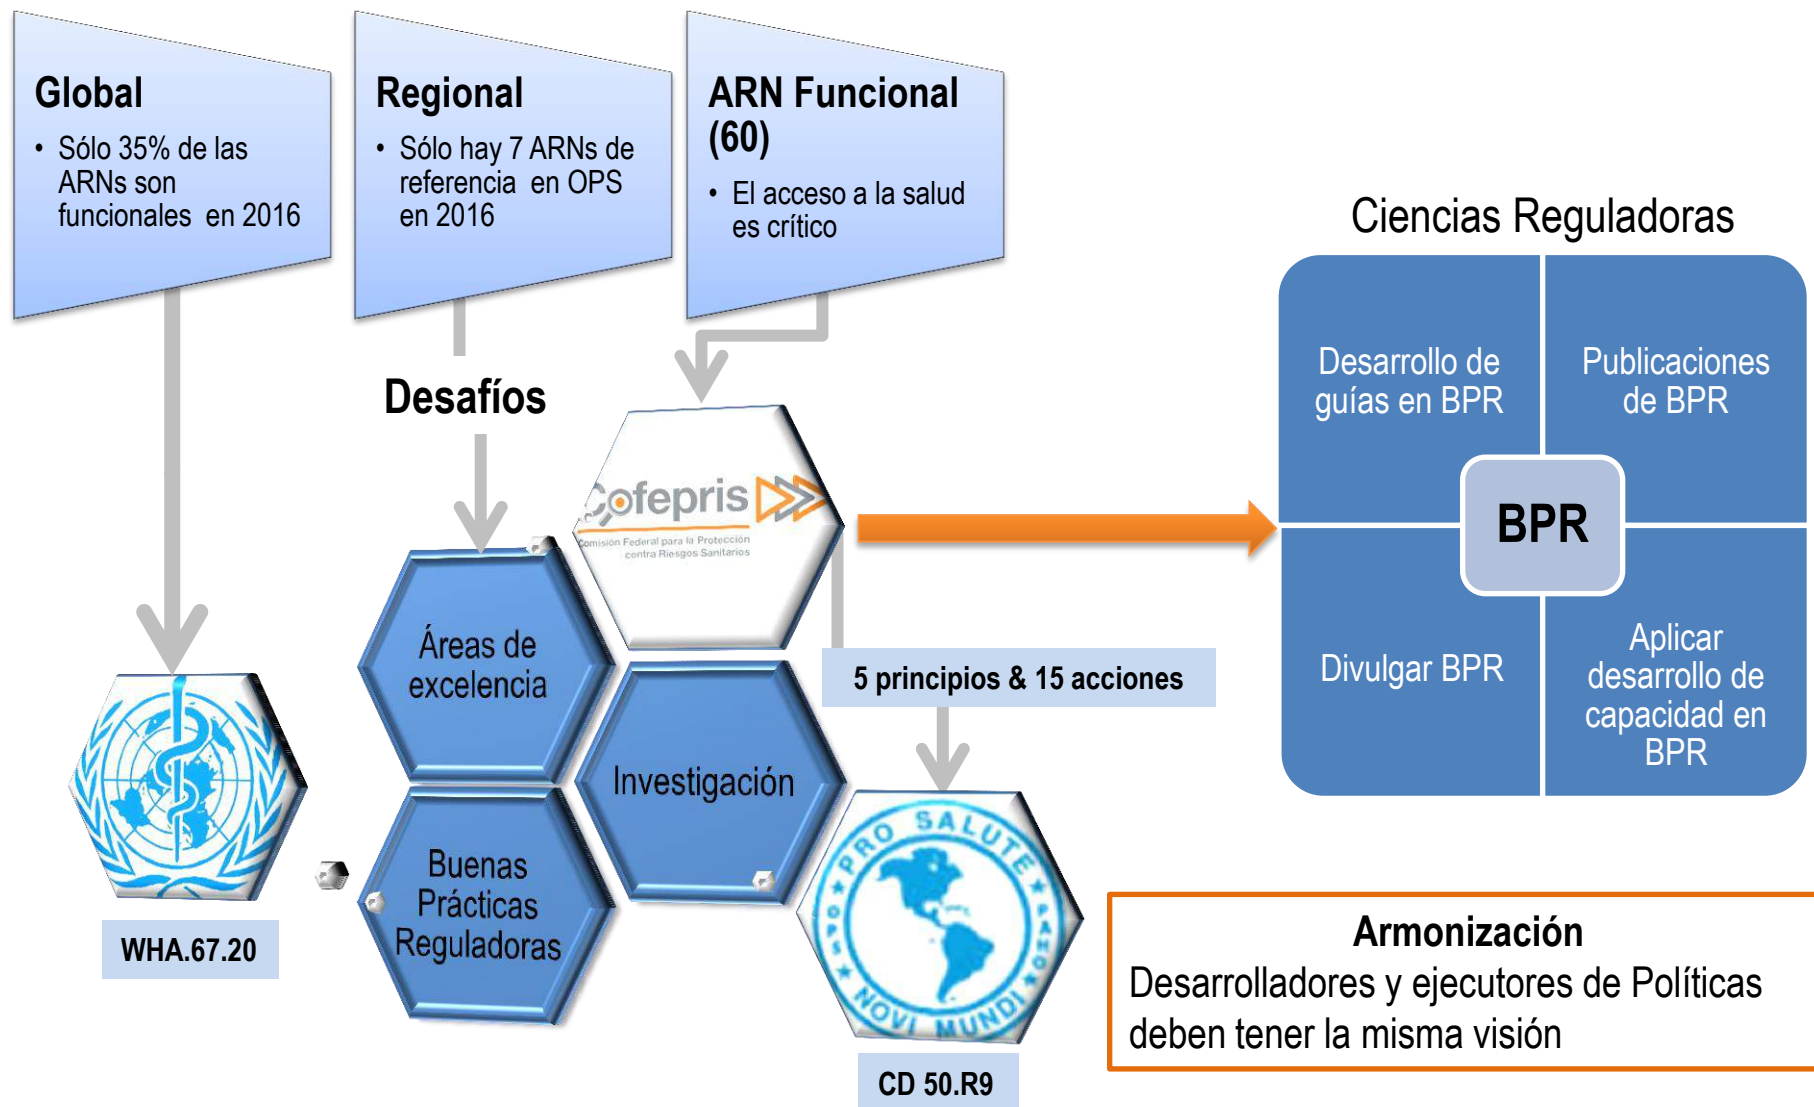 Global
• Sólo 35% de las
ARNs son
funcionales en 2016
Regional
• Sólo hay 7 ARNs de
referencia en OPS
en 2016
ARN Funcional
(60)
• El acceso a la salud
es crítico
Desafíos
Cofepris
Comisión Federal para la Protección
contra Riesgos Sanitarios
Áreas de
excelencia
Investigación
Buenas
Prácticas
Reguladoras
5 principios & 15 acciones
WHA.67.20
PRO SALUTE
NOVI MUNDI
OPS
PAHO
CD 50.R9
Ciencias Reguladoras
Desarrollo de
guías en BPR
Publicaciones
de BPR
BPR
Divulgar BPR
Aplicar
desarrollo de
capacidad en
BPR
Armonización
Desarrolladores y ejecutores de Políticas
deben tener la misma visión